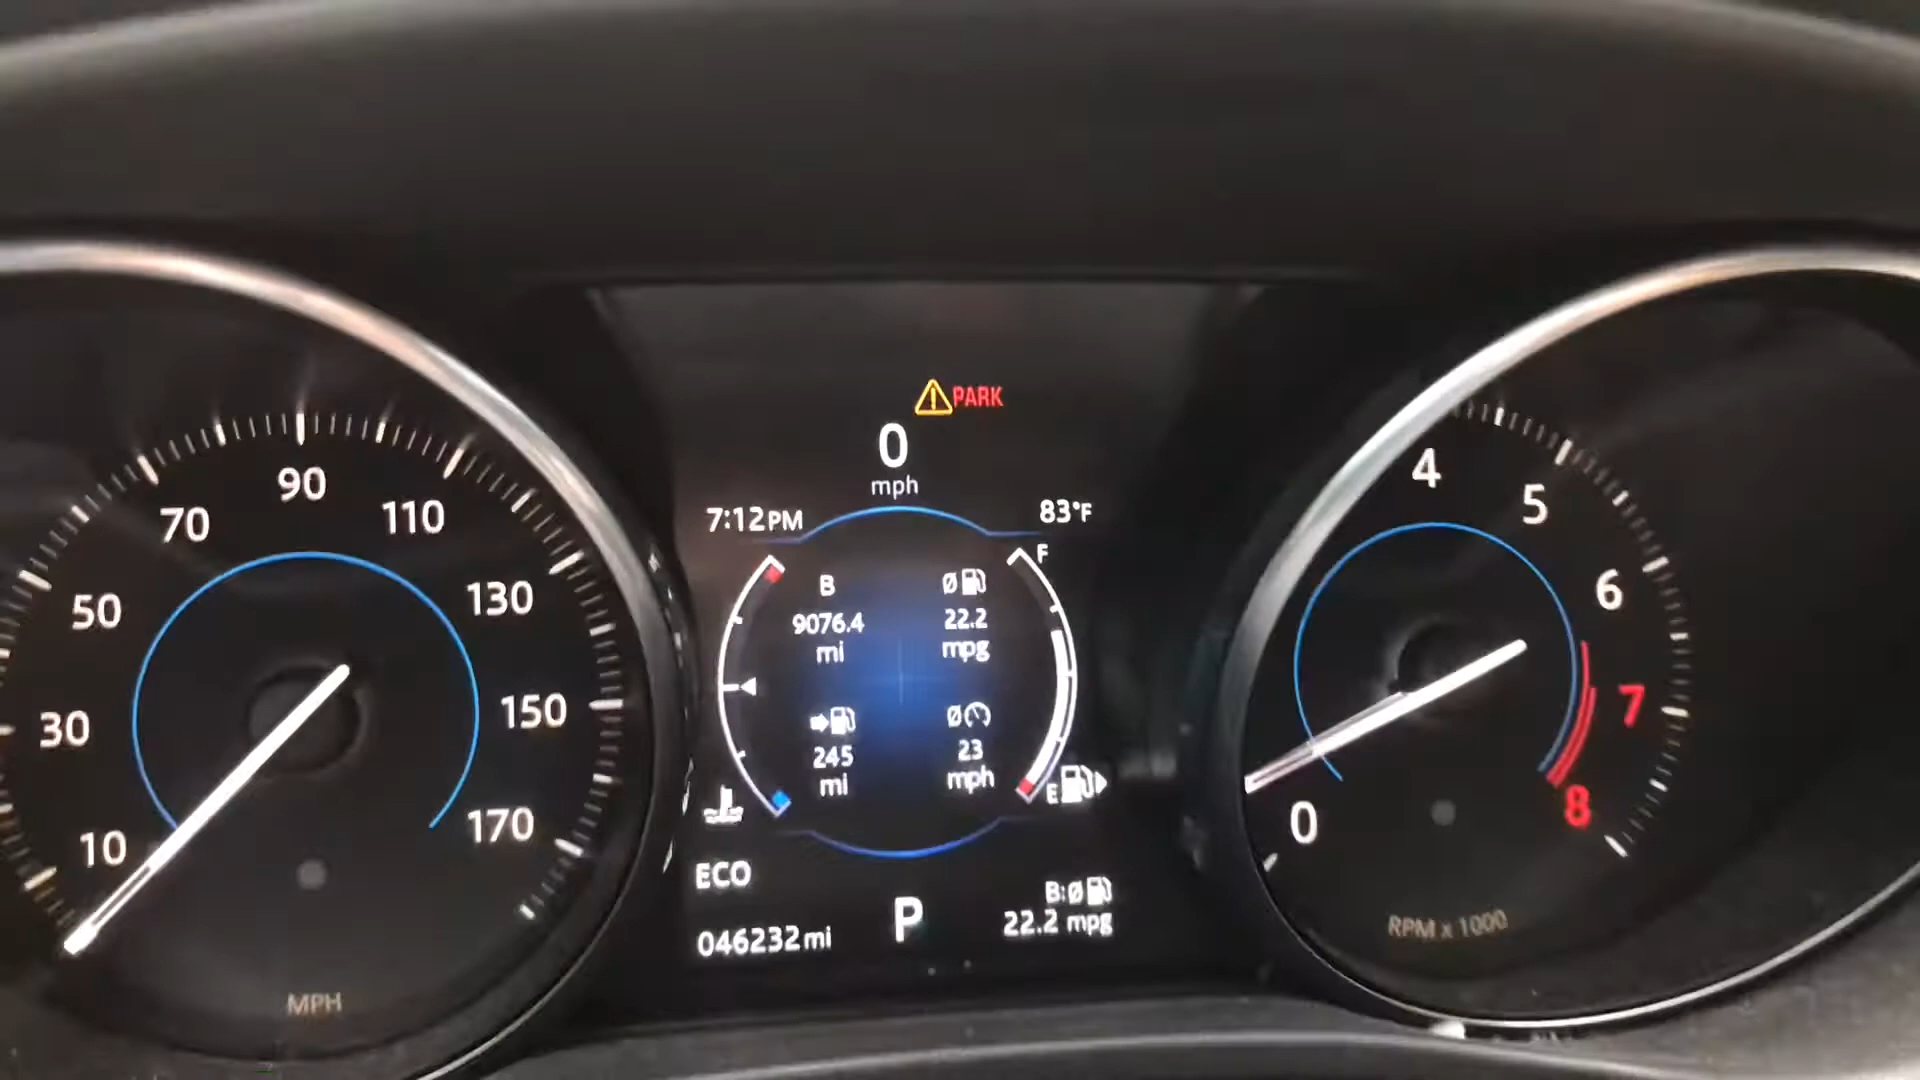 PARK
0
mph
7:12PM
83°F
F
B
9076.4
mi
Ø
22.2
mpg
245
mi
Ø
23
mph
E
ECO
046232mi
P
B:Ø
22.2 mpg
10
30
50
70
90
110
130
150
170
MPH
0
4
5
6
7
8
RPM x 1000